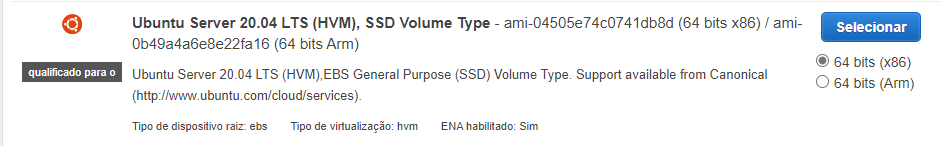 Ubuntu Server 20.04 LTS (HVM), SSD Volume Type - ami-04505e74c0741db8d (64 bits x86) / ami-
0b49a4a6e8e22fa16 (64 bits Arm)
Selecionar
qualificado para o
Ubuntu Server 20.04 LTS (HVM),EBS General Purpose (SSD) Volume Type. Support available from Canonical
(http://www.ubuntu.com/cloud/services).
64 bits (x86)
64 bits (Arm)
Tipo de dispositivo raiz: ebs Tipo de virtualização: hvm ENA habilitado: Sim